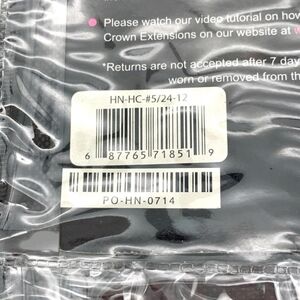 Please watch our video tutorial on how
Crown Extensions on our website at
*Returns are not accepted after 7 day
worn or removed from th
HN-HC-#5/24-12
6 87765 71851 9
PO-HN-0714